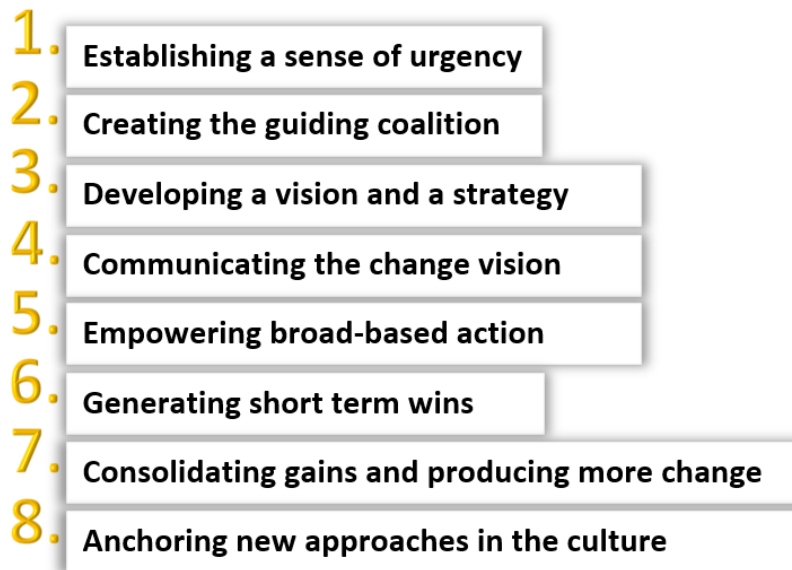 1. Establishing a sense of urgency
2. Creating the guiding coalition
3. Developing a vision and a strategy
4. Communicating the change vision
5. Empowering broad-based action
6. Generating short term wins
7. Consolidating gains and producing more change
8. Anchoring new approaches in the culture